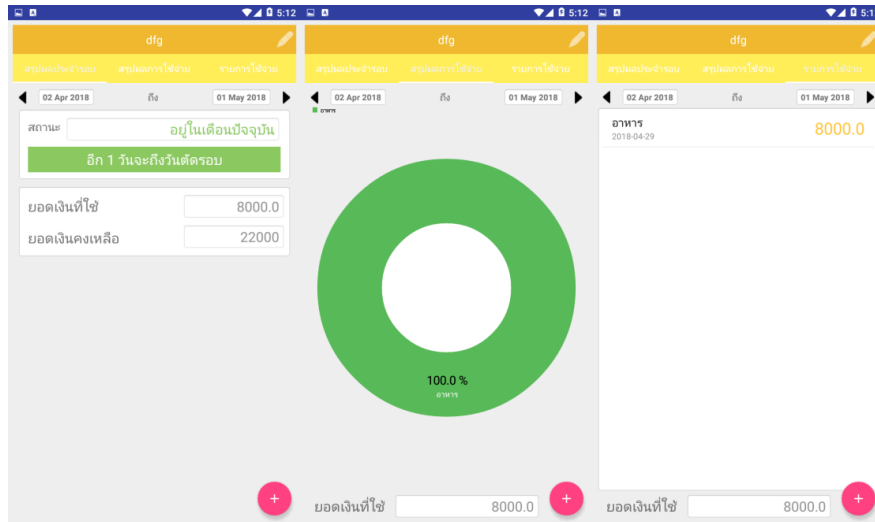 5:12
dfg
สรุปผลประจำรอบ สรุปผลการใช้จ่าย รายการใช้จ่าย
02 Apr 2018 ถึง 01 May 2018
สถานะ อยู่ในเดือนปัจจุบัน
อีก 1 วันจะถึงวันตัดรอบ
ยอดเงินที่ใช้ 8000.0
ยอดเงินคงเหลือ 22000
+
5:12
dfg
สรุปผลประจำรอบ สรุปผลการใช้จ่าย รายการใช้จ่าย
02 Apr 2018 ถึง 01 May 2018
อาหาร
100.0 %
อาหาร
ยอดเงินที่ใช้ 8000.0
+
5:1
dfg
สรุปผลประจำรอบ สรุปผลการใช้จ่าย รายการใช้จ่าย
02 Apr 2018 ถึง 01 May 2018
อาหาร 8000.0
2018-04-29
ยอดเงินที่ใช้ 8000.0
+